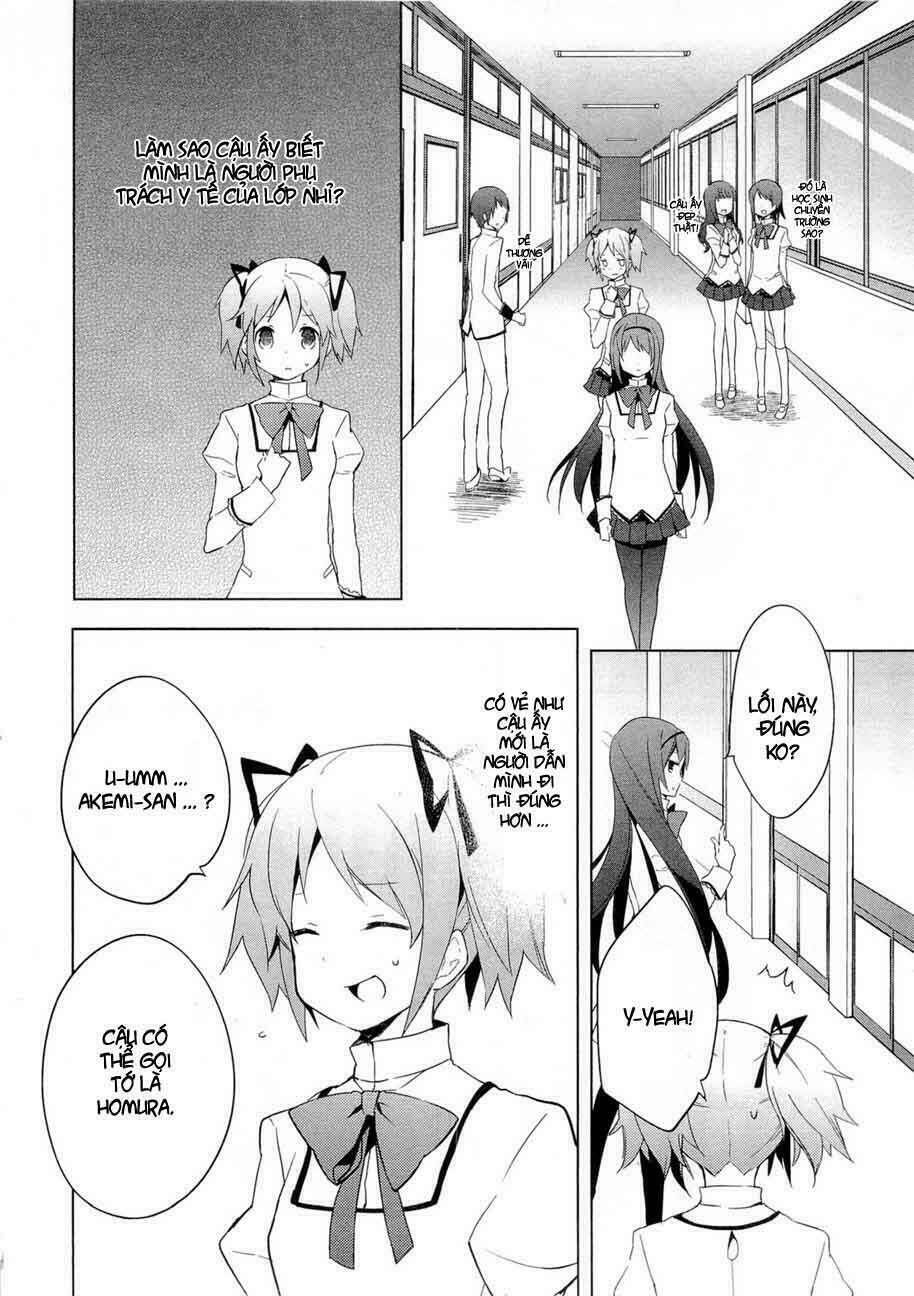 ĐÓ LÀ
HỌC SINH
CHUYỂN
TRƯỜNG
SAO?
CẬU ẤY
ĐẸP
THẬT!
DỄ
THƯƠNG
VÃI!
LÀM SAO CẬU ẤY BIẾT
MÌNH LÀ NGƯỜI PHỤ
TRÁCH Y TẾ CỦA LỚP NHỈ?
LỐI NÀY,
ĐÚNG
KO?
Y-YEAH!
CÓ VẺ NHƯ
CẬU ẤY
MỚI LÀ
NGƯỜI DẪN
MÌNH ĐI
THÌ ĐÚNG
HƠN ...
U-UMM ...
AKEMI-SAN ... ?
CẬU CÓ
THỂ GỌI
TỚ LÀ
HOMURA.